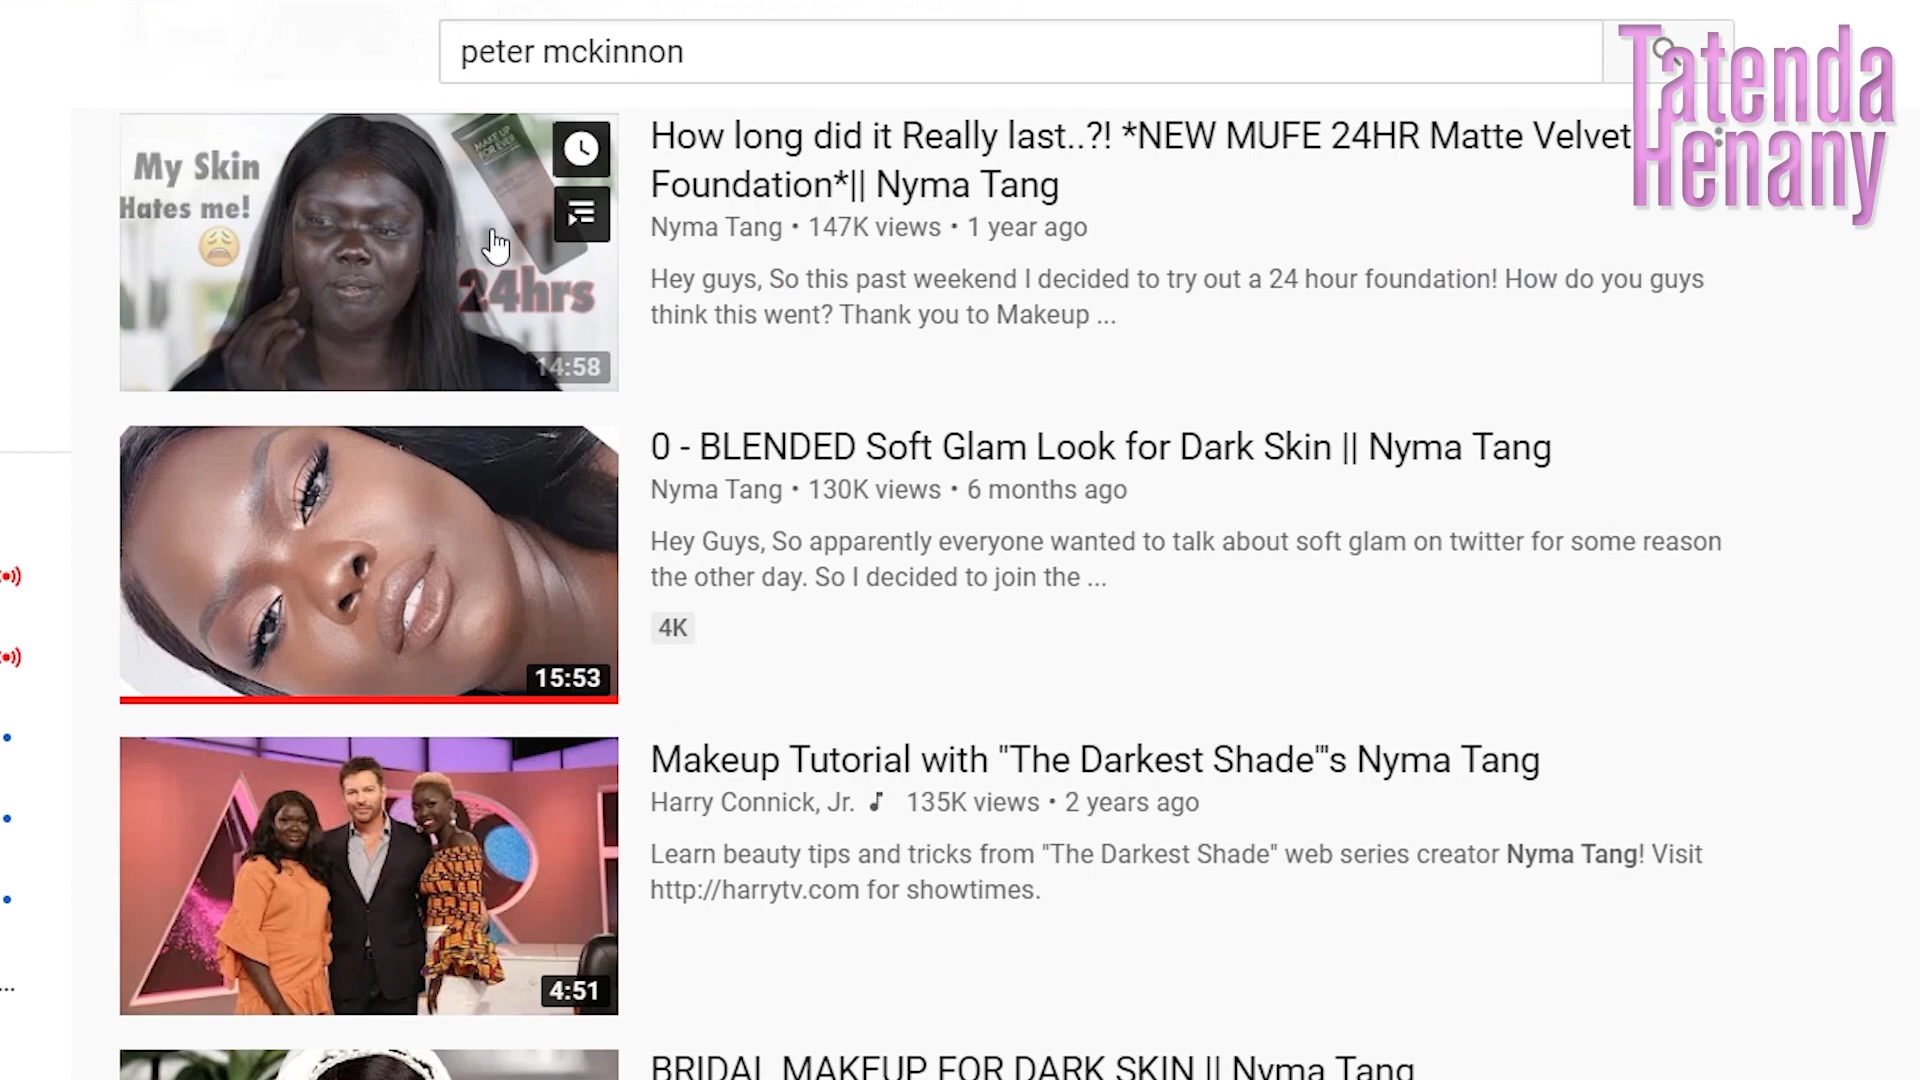 peter mckinnon
Tatenda
Henany
My Skin
Hates me!
MAKE UP
FOR EVER
24hrs
14:58
How long did it Really last..?! *NEW MUFE 24HR Matte Velvet
Foundation*|| Nyma Tang
Nyma Tang • 147K views • 1 year ago
Hey guys, So this past weekend I decided to try out a 24 hour foundation! How do you guys
think this went? Thank you to Makeup ...
15:53
0 - BLENDED Soft Glam Look for Dark Skin || Nyma Tang
Nyma Tang • 130K views • 6 months ago
Hey Guys, So apparently everyone wanted to talk about soft glam on twitter for some reason
the other day. So I decided to join the ...
4K
4:51
Makeup Tutorial with "The Darkest Shade"'s Nyma Tang
Harry Connick, Jr. 135K views • 2 years ago
Learn beauty tips and tricks from "The Darkest Shade" web series creator Nyma Tang! Visit
http://harrytv.com for showtimes.
...
BRIDAL MAKEUP FOR DARK SKIN || Nyma Tang